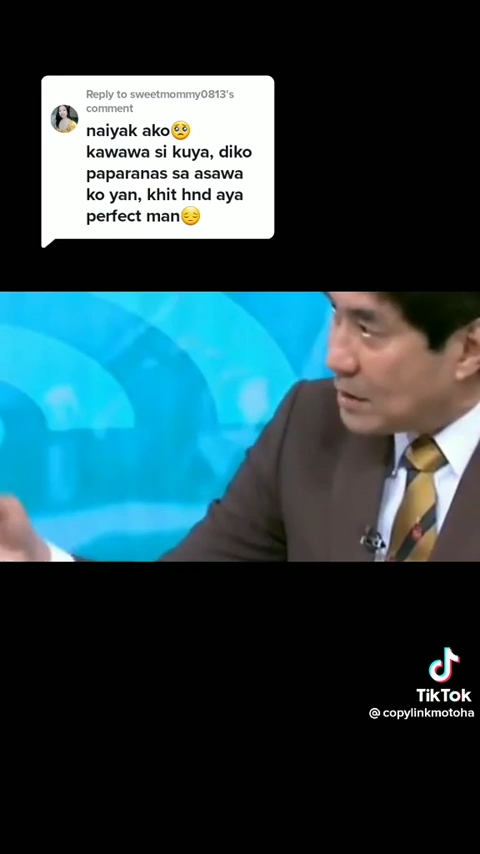 Reply to sweetmommy0813's
comment
naiyak ako🥺
kawawa si kuya, diko
paparanas sa asawa
ko yan, khit hnd aya
perfect man😔
TikTok
@copylinkmotoha